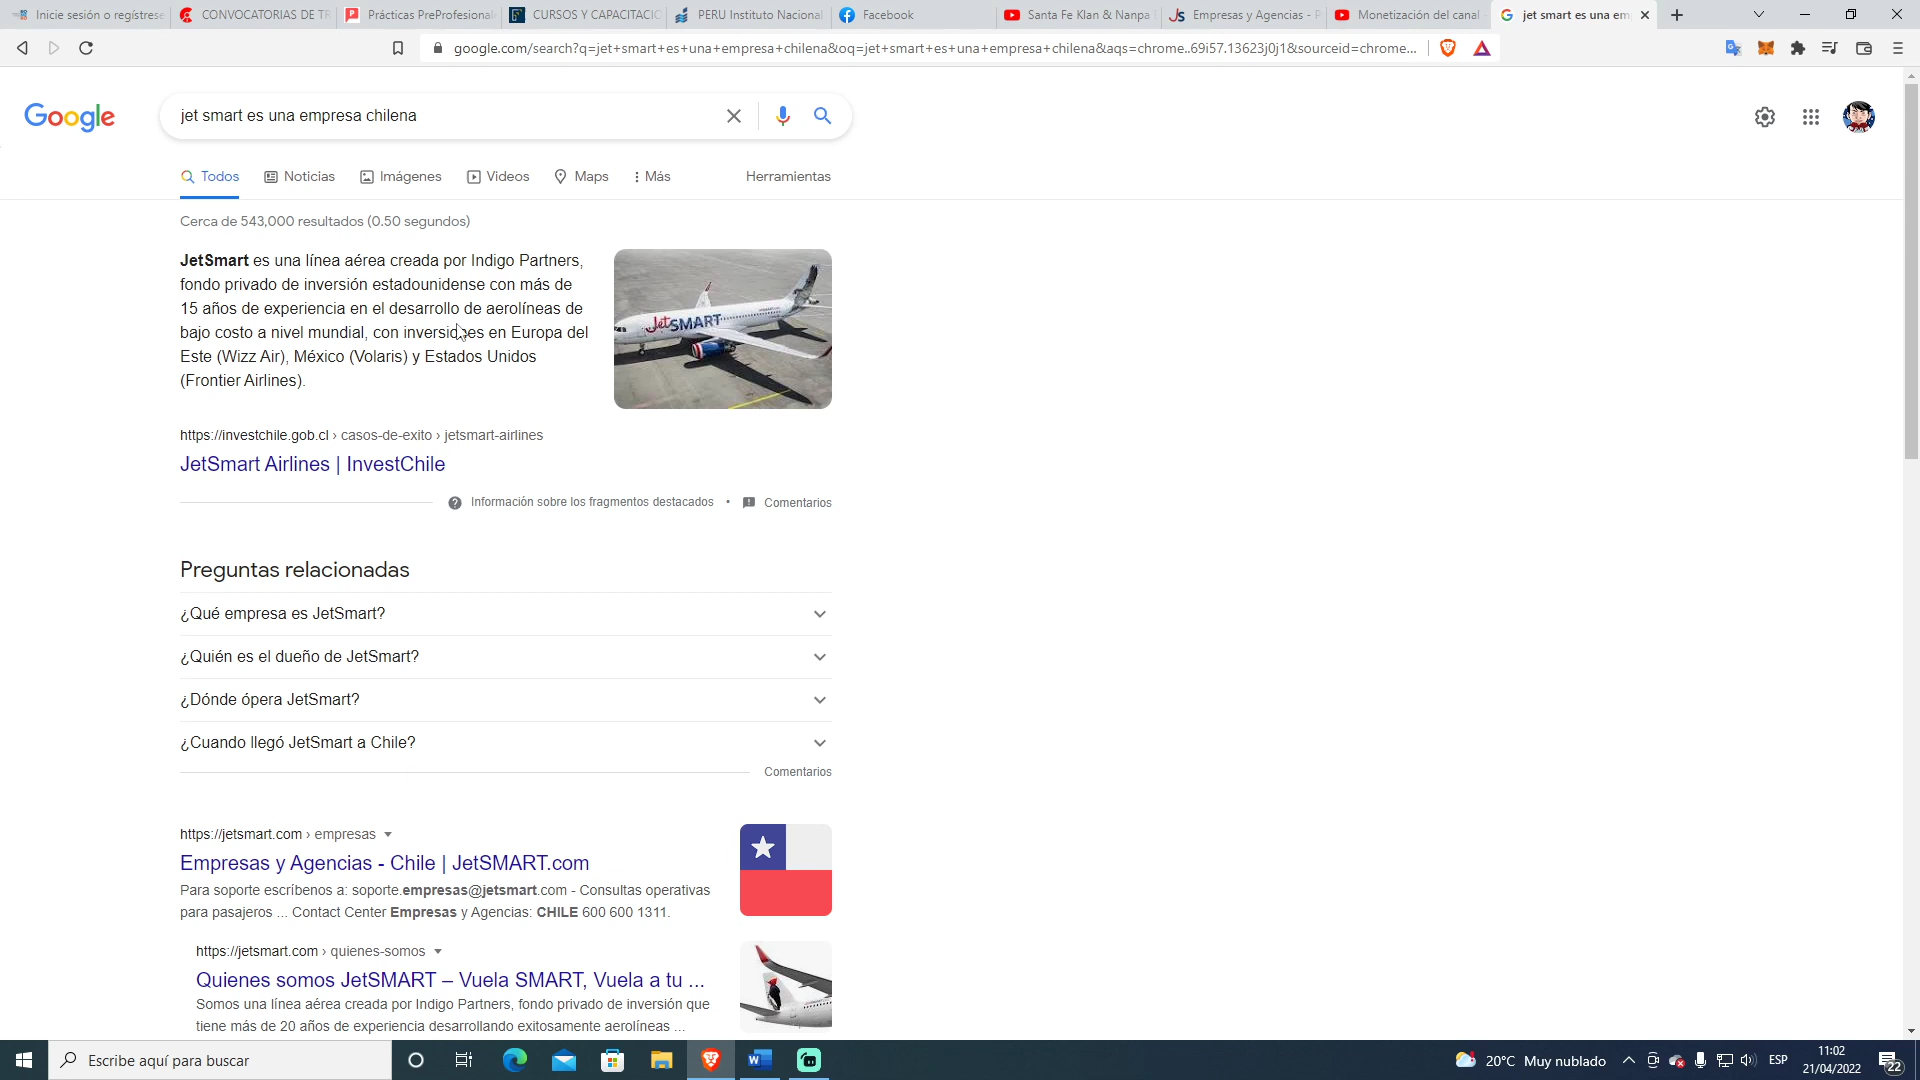 Inicie sesión o regístrese
CONVOCATORIAS DE TR
Prácticas PreProfesional
CURSOS Y CAPACITACIO
PERU Instituto Nacional
Facebook
Santa Fe Klan & Nanpa
Empresas y Agencias - P
Monetización del canal
jet smart es una em
google.com/search?q=jet+smart+es+una+empresa+chilena&oq=jet+smart+es+una+empresa+chilena&aqs=chrome..69i57.13623j0j1&sourceid=chrome...
Google
jet smart es una empresa chilena
Todos
Noticias
Imágenes
Videos
Maps
Más
Herramientas
Cerca de 543,000 resultados (0.50 segundos)
JetSmart es una línea aérea creada por Indigo Partners,
fondo privado de inversión estadounidense con más de
15 años de experiencia en el desarrollo de aerolíneas de
bajo costo a nivel mundial, con inversiones en Europa del
Este (Wizz Air), México (Volaris) y Estados Unidos
(Frontier Airlines).
JetSMART
https://investchile.gob.cl › casos-de-exito › jetsmart-airlines
JetSmart Airlines | InvestChile
Información sobre los fragmentos destacados • Comentarios
Preguntas relacionadas
¿Qué empresa es JetSmart?
¿Quién es el dueño de JetSmart?
¿Dónde ópera JetSmart?
¿Cuando llegó JetSmart a Chile?
Comentarios
https://jetsmart.com › empresas
Empresas y Agencias - Chile | JetSMART.com
Para soporte escríbenos a: soporte.empresas@jetsmart.com - Consultas operativas
para pasajeros ... Contact Center Empresas y Agencias: CHILE 600 600 1311.
https://jetsmart.com › quienes-somos
Quienes somos JetSMART – Vuela SMART, Vuela a tu ...
Somos una línea aérea creada por Indigo Partners, fondo privado de inversión que
tiene más de 20 años de experiencia desarrollando exitosamente aerolíneas ...
Escribe aquí para buscar
20°C Muy nublado
ESP
11:02
21/04/2022
22